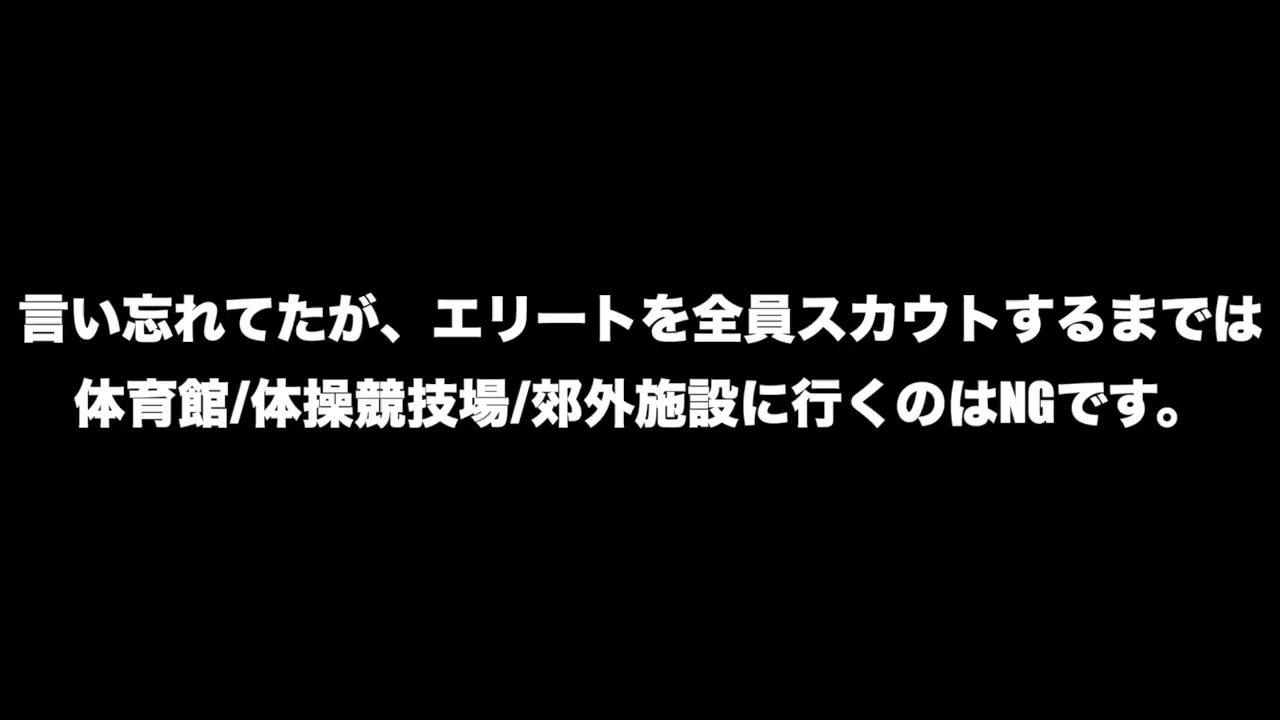 言い忘れてたが、エリートを全員スカウトするまでは
体育館/体操競技場/郊外施設に行くのはNGです。